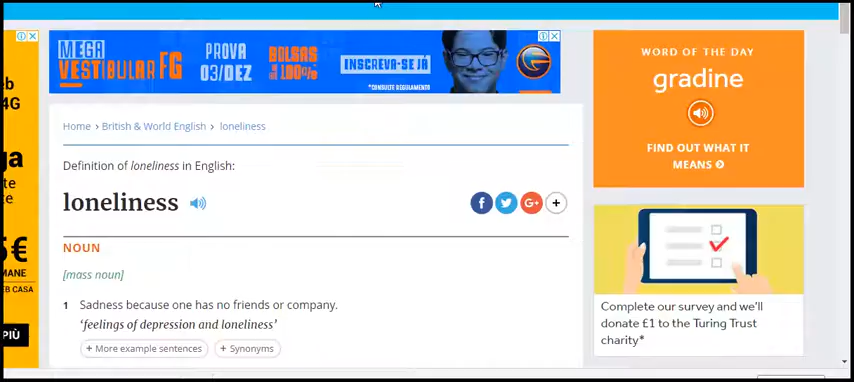 MEGA
VESTIBULAR FG
PROVA
03/DEZ
BOLSAS
100%
INSCREVA-SE JÁ
*CONSULTE REGULAMENTO
4G
ga
te
te
5€
EB CASA
PIÙ
Home > British & World English > loneliness
Definition of loneliness in English:
loneliness
NOUN
[mass noun]
1 Sadness because one has no friends or company.
‘feelings of depression and loneliness’
+ More example sentences
+ Synonyms
f
G+
+
WORD OF THE DAY
gradine
FIND OUT WHAT IT
MEANS
Complete our survey and we’ll
donate £1 to the Turing Trust
charity*